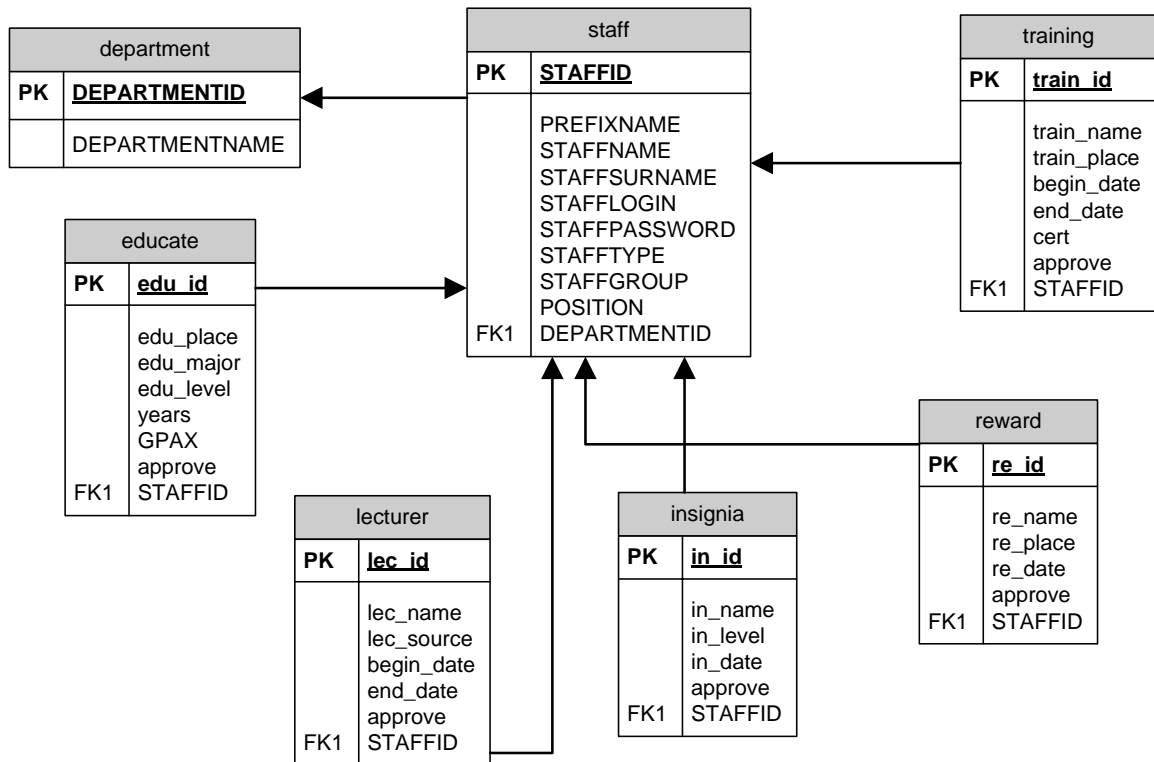 department
PK DEPARTMENTID
DEPARTMENTNAME
staff
PK STAFFID
PREFIXNAME
STAFFNAME
STAFFSURNAME
STAFFLOGIN
STAFFPASSWORD
STAFFTYPE
STAFFGROUP
POSITION
FK1 DEPARTMENTID
training
PK train_id
train_name
train_place
begin_date
end_date
cert
approve
FK1 STAFFID
educate
PK edu_id
edu_place
edu_major
edu_level
years
GPAX
approve
FK1 STAFFID
lecturer
PK lec_id
lec_name
lec_source
begin_date
end_date
approve
FK1 STAFFID
insignia
PK in_id
in_name
in_level
in_date
approve
FK1 STAFFID
reward
PK re_id
re_name
re_place
re_date
approve
FK1 STAFFID